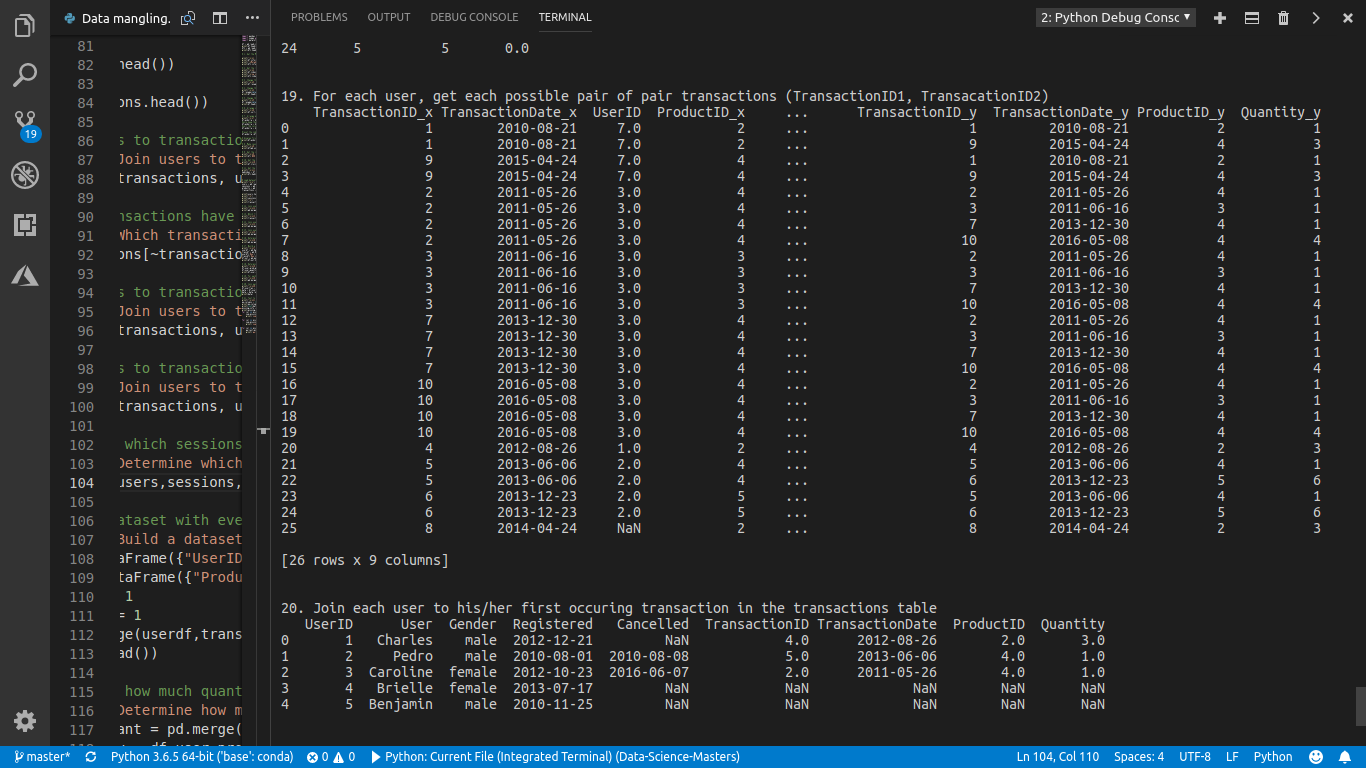 Data mangling.
PROBLEMS OUTPUT DEBUG CONSOLE TERMINAL
2: Python Debug Consc
81
82 head())
83
84 ons.head())
85
86 s to transactio
87 Join users to t
88 transactions, u
89
90 nsactions have
91 Which transacti
92 ons[~transactio
93
94 s to transactio
95 Join users to t
96 transactions, u
97
98 s to transactio
99 Join users to t
100 transactions, u
101
102 which sessions
103 Determine which
104 users,sessions,
105
106 ataset with eve
107 Build a dataset
108 aFrame({"UserID
109 taFrame({"Produ
110 1
111 = 1
112 ge(userdf,trans
113 ad())
114
115 how much quant
116 Determine how m
117 ant = pd.merge(
19
24 5 5 0.0
19. For each user, get each possible pair of pair transactions (TransactionID1, TransacationID2)
TransactionID_x TransactionDate_x UserID ProductID_x ... TransactionID_y TransactionDate_y ProductID_y Quantity_y
0 1 2010-08-21 7.0 2 ... 1 2010-08-21 2 1
1 1 2010-08-21 7.0 2 ... 9 2015-04-24 4 3
2 9 2015-04-24 7.0 4 ... 1 2010-08-21 2 1
3 9 2015-04-24 7.0 4 ... 9 2015-04-24 4 3
4 2 2011-05-26 3.0 4 ... 2 2011-05-26 4 1
5 2 2011-05-26 3.0 4 ... 3 2011-06-16 3 1
6 2 2011-05-26 3.0 4 ... 7 2013-12-30 4 1
7 2 2011-05-26 3.0 4 ... 10 2016-05-08 4 4
8 3 2011-06-16 3.0 3 ... 2 2011-05-26 4 1
9 3 2011-06-16 3.0 3 ... 3 2011-06-16 3 1
10 3 2011-06-16 3.0 3 ... 7 2013-12-30 4 1
11 3 2011-06-16 3.0 3 ... 10 2016-05-08 4 4
12 7 2013-12-30 3.0 4 ... 2 2011-05-26 4 1
13 7 2013-12-30 3.0 4 ... 3 2011-06-16 3 1
14 7 2013-12-30 3.0 4 ... 7 2013-12-30 4 1
15 7 2013-12-30 3.0 4 ... 10 2016-05-08 4 4
16 10 2016-05-08 3.0 4 ... 2 2011-05-26 4 1
17 10 2016-05-08 3.0 4 ... 3 2011-06-16 3 1
18 10 2016-05-08 3.0 4 ... 7 2013-12-30 4 1
19 10 2016-05-08 3.0 4 ... 10 2016-05-08 4 4
20 4 2012-08-26 1.0 2 ... 4 2012-08-26 2 3
21 5 2013-06-06 2.0 4 ... 5 2013-06-06 4 1
22 5 2013-06-06 2.0 4 ... 6 2013-12-23 5 6
23 6 2013-12-23 2.0 5 ... 5 2013-06-06 4 1
24 6 2013-12-23 2.0 5 ... 6 2013-12-23 5 6
25 8 2014-04-24 NaN 2 ... 8 2014-04-24 2 3
[26 rows x 9 columns]
20. Join each user to his/her first occuring transaction in the transactions table
UserID User Gender Registered Cancelled TransactionID TransactionDate ProductID Quantity
0 1 Charles male 2012-12-21 NaN 4.0 2012-08-26 2.0 3.0
1 2 Pedro male 2010-08-01 2010-08-08 5.0 2013-06-06 4.0 1.0
2 3 Caroline female 2012-10-23 2016-06-07 2.0 2011-05-26 4.0 1.0
3 4 Brielle female 2013-07-17 NaN NaN NaN NaN NaN
4 5 Benjamin male 2010-11-25 NaN NaN NaN NaN NaN
master* Python 3.6.5 64-bit ('base': conda) 0 0 Python: Current File (Integrated Terminal) (Data-Science-Masters) Ln 104, Col 110 Spaces: 4 UTF-8 LF Python